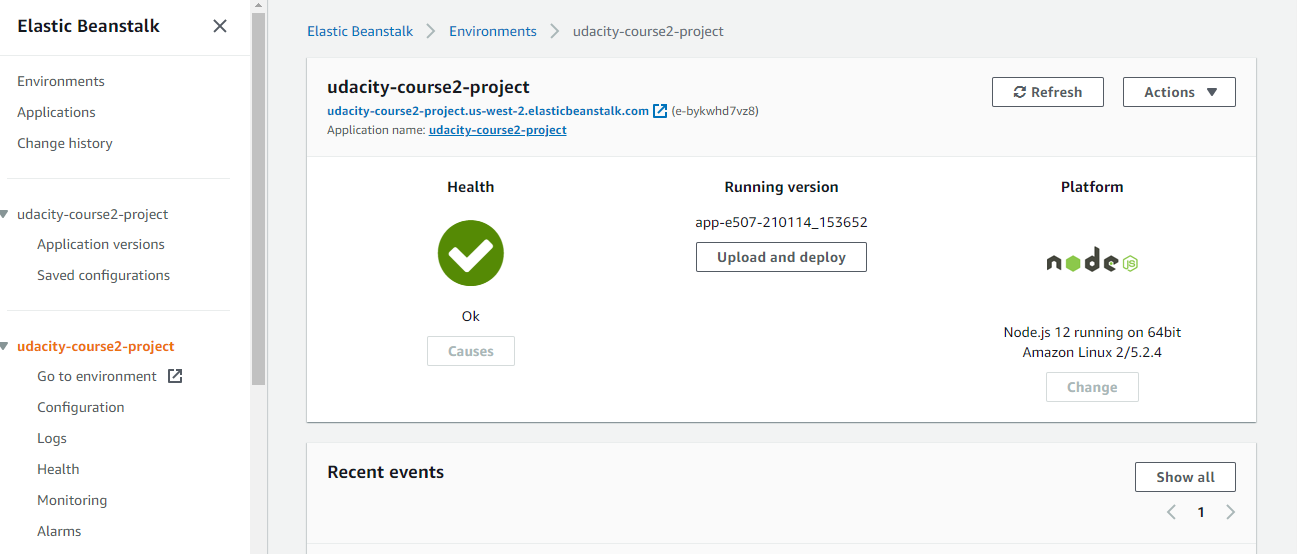 Elastic Beanstalk
Environments
Applications
Change history
udacity-course2-project
Application versions
Saved configurations
udacity-course2-project
Go to environment
Configuration
Logs
Health
Monitoring
Alarms
Elastic Beanstalk > Environments > udacity-course2-project
udacity-course2-project
udacity-course2-project.us-west-2.elasticbeanstalk.com (e-bykwhd7vz8)
Application name: udacity-course2-project
Refresh
Actions
Health
Ok
Causes
Running version
app-e507-210114_153652
Upload and deploy
Platform
node JS
Node.js 12 running on 64bit
Amazon Linux 2/5.2.4
Change
Recent events
Show all
1